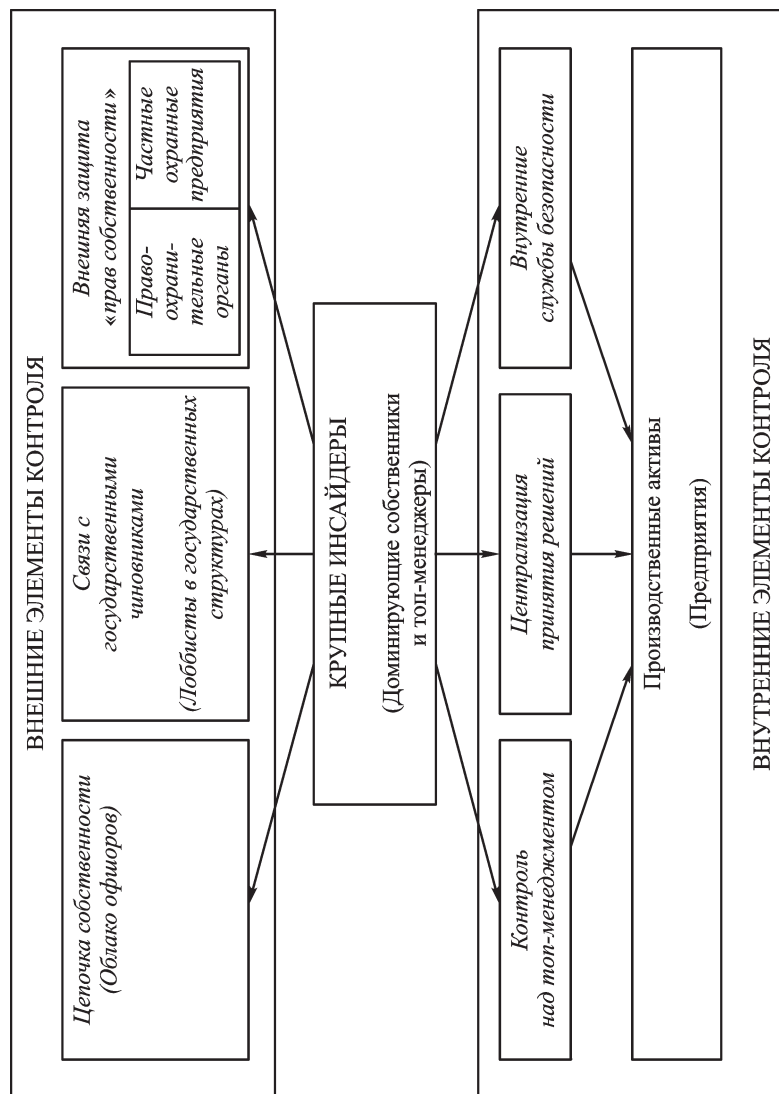 ВНЕШНИЕ ЭЛЕМЕНТЫ КОНТРОЛЯ
Цепочка собственности
(Облако офшоров)
Связи с
государственными
чиновниками
(Лоббисты в государственных
структурах)
Внешняя защита
«прав собственности»
Право-
охрани-
тельные
органы
Частные
охранные
предприятия
КРУПНЫЕ ИНСАЙДЕРЫ
(Доминирующие собственники
и топ-менеджеры)
Контроль
над топ-менеджментом
Централизация
принятия решений
Внутренние
службы безопасности
Производственные активы
(Предприятия)
ВНУТРЕННИЕ ЭЛЕМЕНТЫ КОНТРОЛЯ